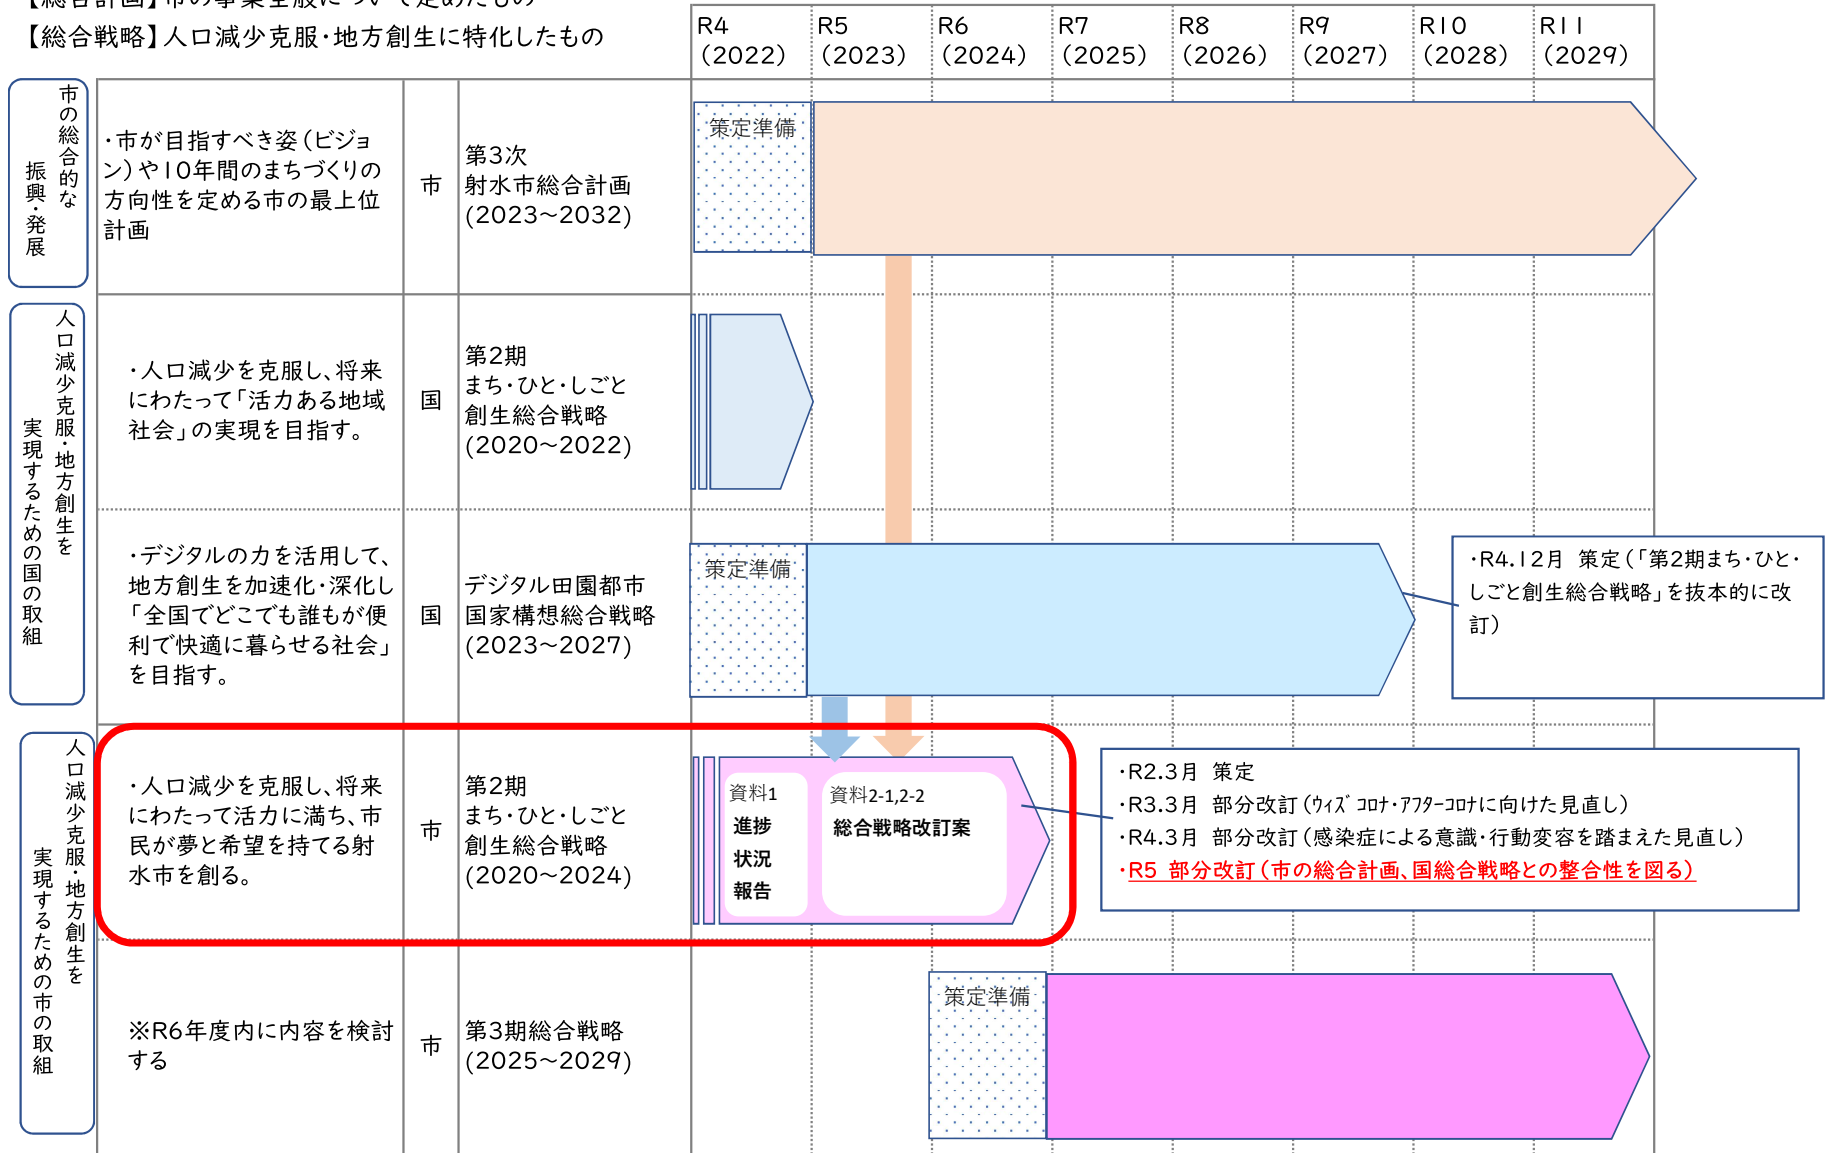 【総合計画】市の事業全般について定めたもの
【総合戦略】人口減少克服・地方創生に特化したもの
R4
(2022)
R5
(2023)
R6
(2024)
R7
(2025)
R8
(2026)
R9
(2027)
R10
(2028)
R11
(2029)
市の総合的な
振興・発展
・市が目指すべき姿(ビジョ
ン)や10年間のまちづくりの
方向性を定める市の最上位
計画
市
第3次
射水市総合計画
(2023～2032)
策定準備
人口減少克服・地方創生を
実現するための国の取組
・人口減少を克服し、将来
にわたって「活力ある地域
社会」の実現を目指す。
国
第2期
まち・ひと・しごと
創生総合戦略
(2020～2022)
・デジタルの力を活用して、
地方創生を加速化・深化し
「全国でどこでも誰もが便
利で快適に暮らせる社会」
を目指す。
国
デジタル田園都市
国家構想総合戦略
(2023～2027)
策定準備
・R4.12月 策定(「第2期まち・ひと・
しごと創生総合戦略」を抜本的に改
訂)
人口減少克服・地方創生を
実現するための市の取組
・人口減少を克服し、将来
にわたって活力に満ち、市
民が夢と希望を持てる射
水市を創る。
市
第2期
まち・ひと・しごと
創生総合戦略
(2020～2024)
資料1
進捗
状況
報告
資料2-1,2-2
総合戦略改訂案
・R2.3月 策定
・R3.3月 部分改訂(ｳｨｽﾞｺﾛﾅ・ｱﾌﾀｰｺﾛﾅに向けた見直し)
・R4.3月 部分改訂(感染症による意識・行動変容を踏まえた見直し)
・R5 部分改訂(市の総合計画、国総合戦略との整合性を図る)
※R6年度内に内容を検討
する
市
第3期総合戦略
(2025～2029)
策定準備